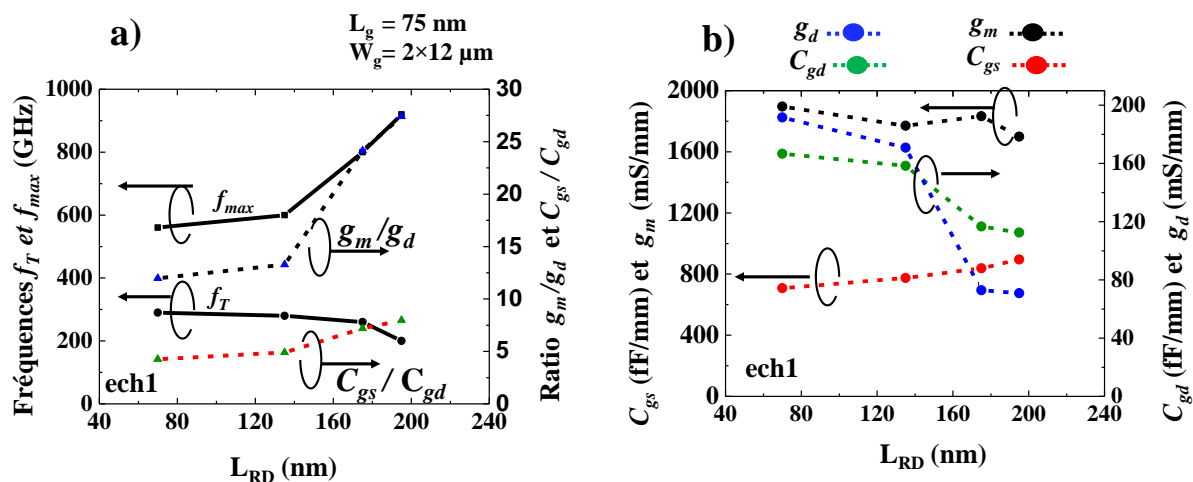 a)
L_g = 75 nm
W_g = 2×12 µm
Fréquences f_T et f_max (GHz)
1000
800
600
400
200
0
30
25
20
15
10
5
0
Ratio g_m/g_d et C_gs / C_gd
f_max
g_m/g_d
f_T
C_gs / C_gd
ech1
40 80 120 160 200 240
L_RD (nm)
b)
g_d
g_m
C_gd
C_gs
C_gs (fF/mm) et g_m (mS/mm)
2000
1600
1200
800
400
0
200
160
120
80
40
0
C_gd (fF/mm) et g_d (mS/mm)
ech1
40 80 120 160 200 240
L_RD (nm)